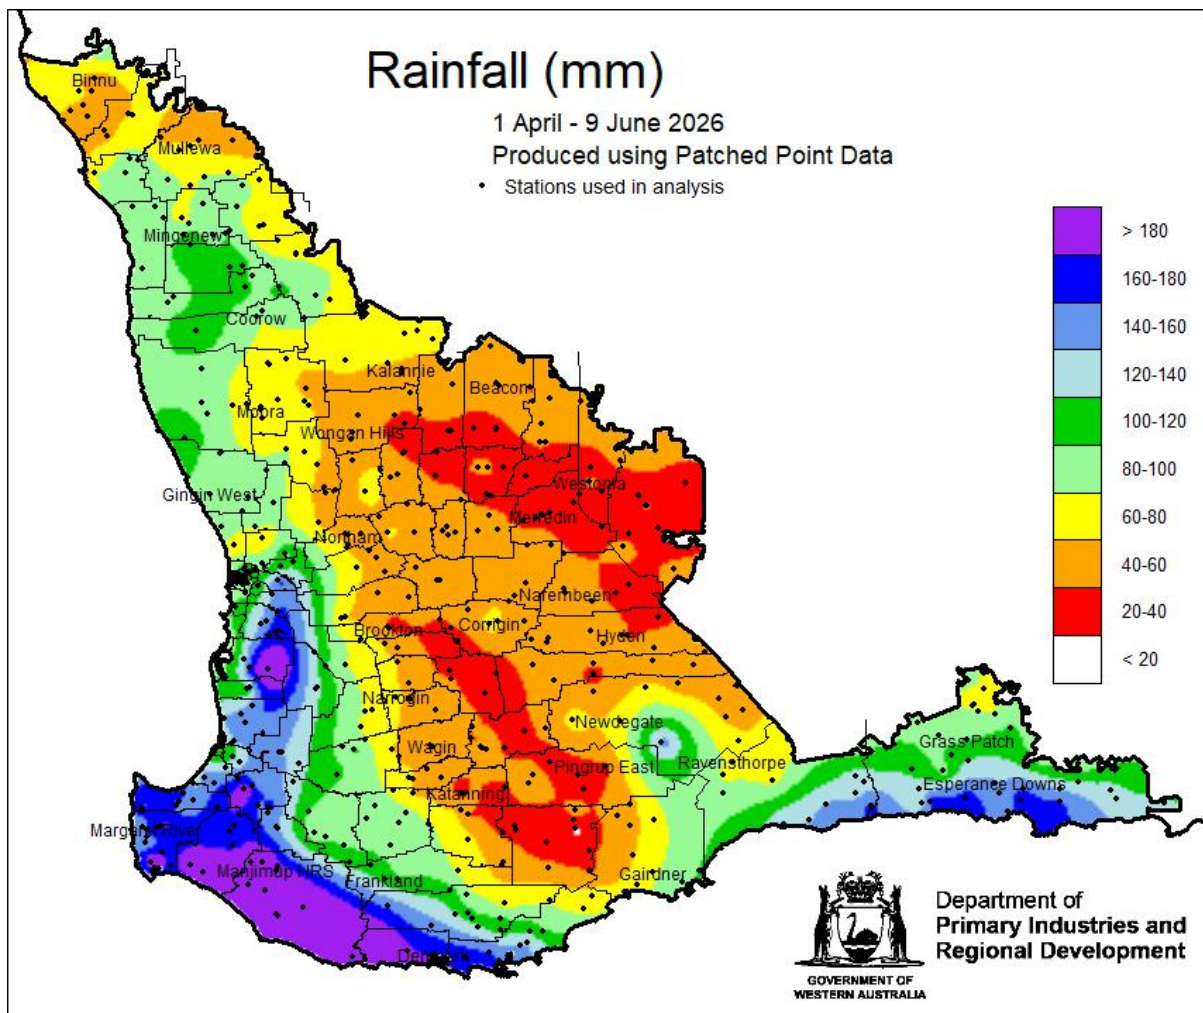 Rainfall (mm)
1 April - 9 June 2026
Produced using Patched Point Data
Stations used in analysis
Binnu
Mullewa
Mingenew
> 180
160-180
Coorow
140-160
Kalannie
120-140
Beacon
Moora
100-120
Wongan Hills
80-100
Westonia
Gingin West
Merredin
60-80
Northam
40-60
Narembeen
20-40
Brookton
Corrigin
Hyden
< 20
Narrogin
Newdegate
Wagin
Grass Patch
Pingrup East
Ravensthorpe
Esperance Downs
Katanning
Margaret River
Manjimup HRS
Frankland
Gairdner
Denmark
Department of
Primary Industries and
Regional Development
GOVERNMENT OF
WESTERN AUSTRALIA